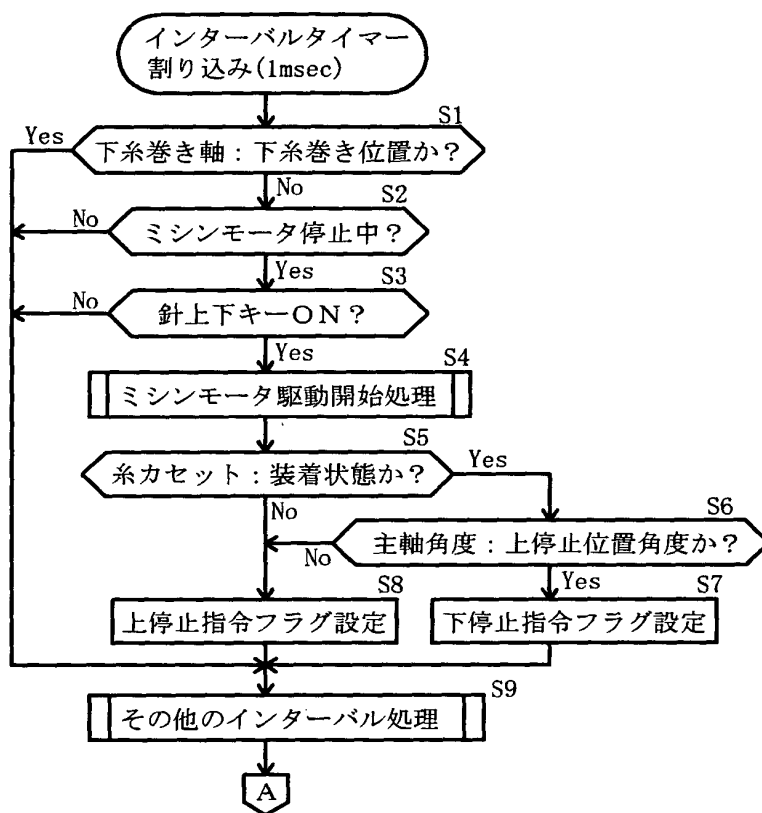 インターバルタイマー
割り込み(1msec)
S1
Yes
下糸巻き軸：下糸巻き位置か？
No
S2
No
ミシンモータ停止中？
Yes
S3
No
針上下キーＯＮ？
Yes
S4
ミシンモータ駆動開始処理
S5
糸カセット：装着状態か？
Yes
No
S6
主軸角度：上停止位置角度か？
No
Yes
S8
S7
上停止指令フラグ設定
下停止指令フラグ設定
S9
その他のインターバル処理
A